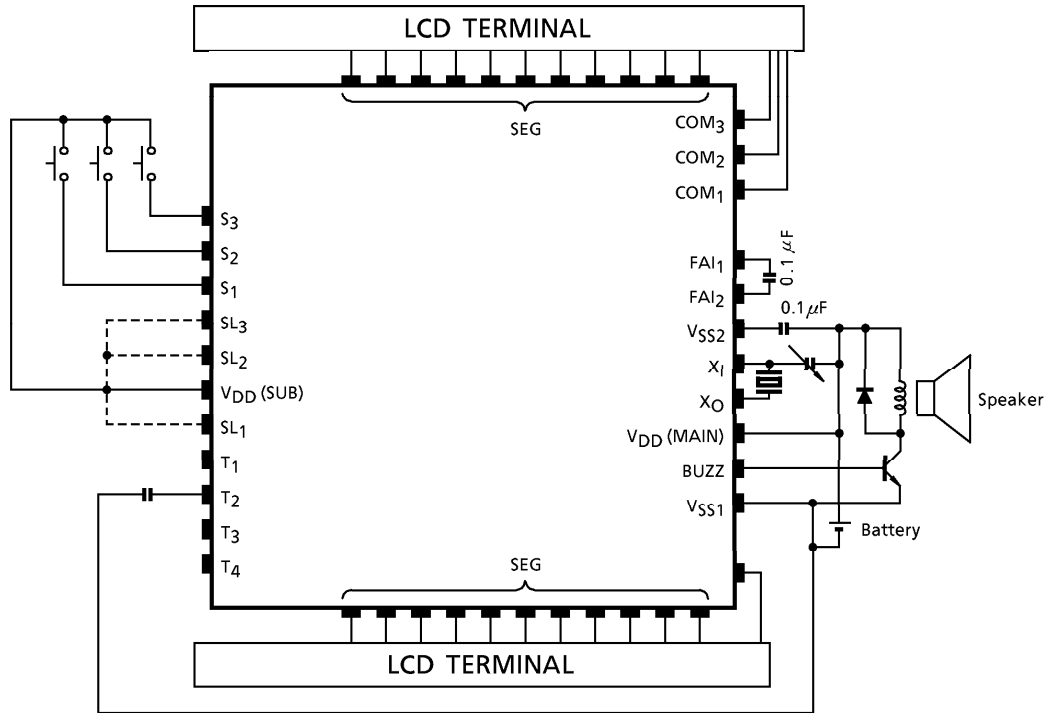 LCD TERMINAL
SEG
COM3
COM2
COM1
S3
S2
S1
SL3
SL2
VDD (SUB)
SL1
T1
T2
T3
T4
FAI1
0.1 μF
FAI2
0.1μF
VSS2
XI
XO
VDD (MAIN)
BUZZ
VSS1
Speaker
Battery
SEG
LCD TERMINAL